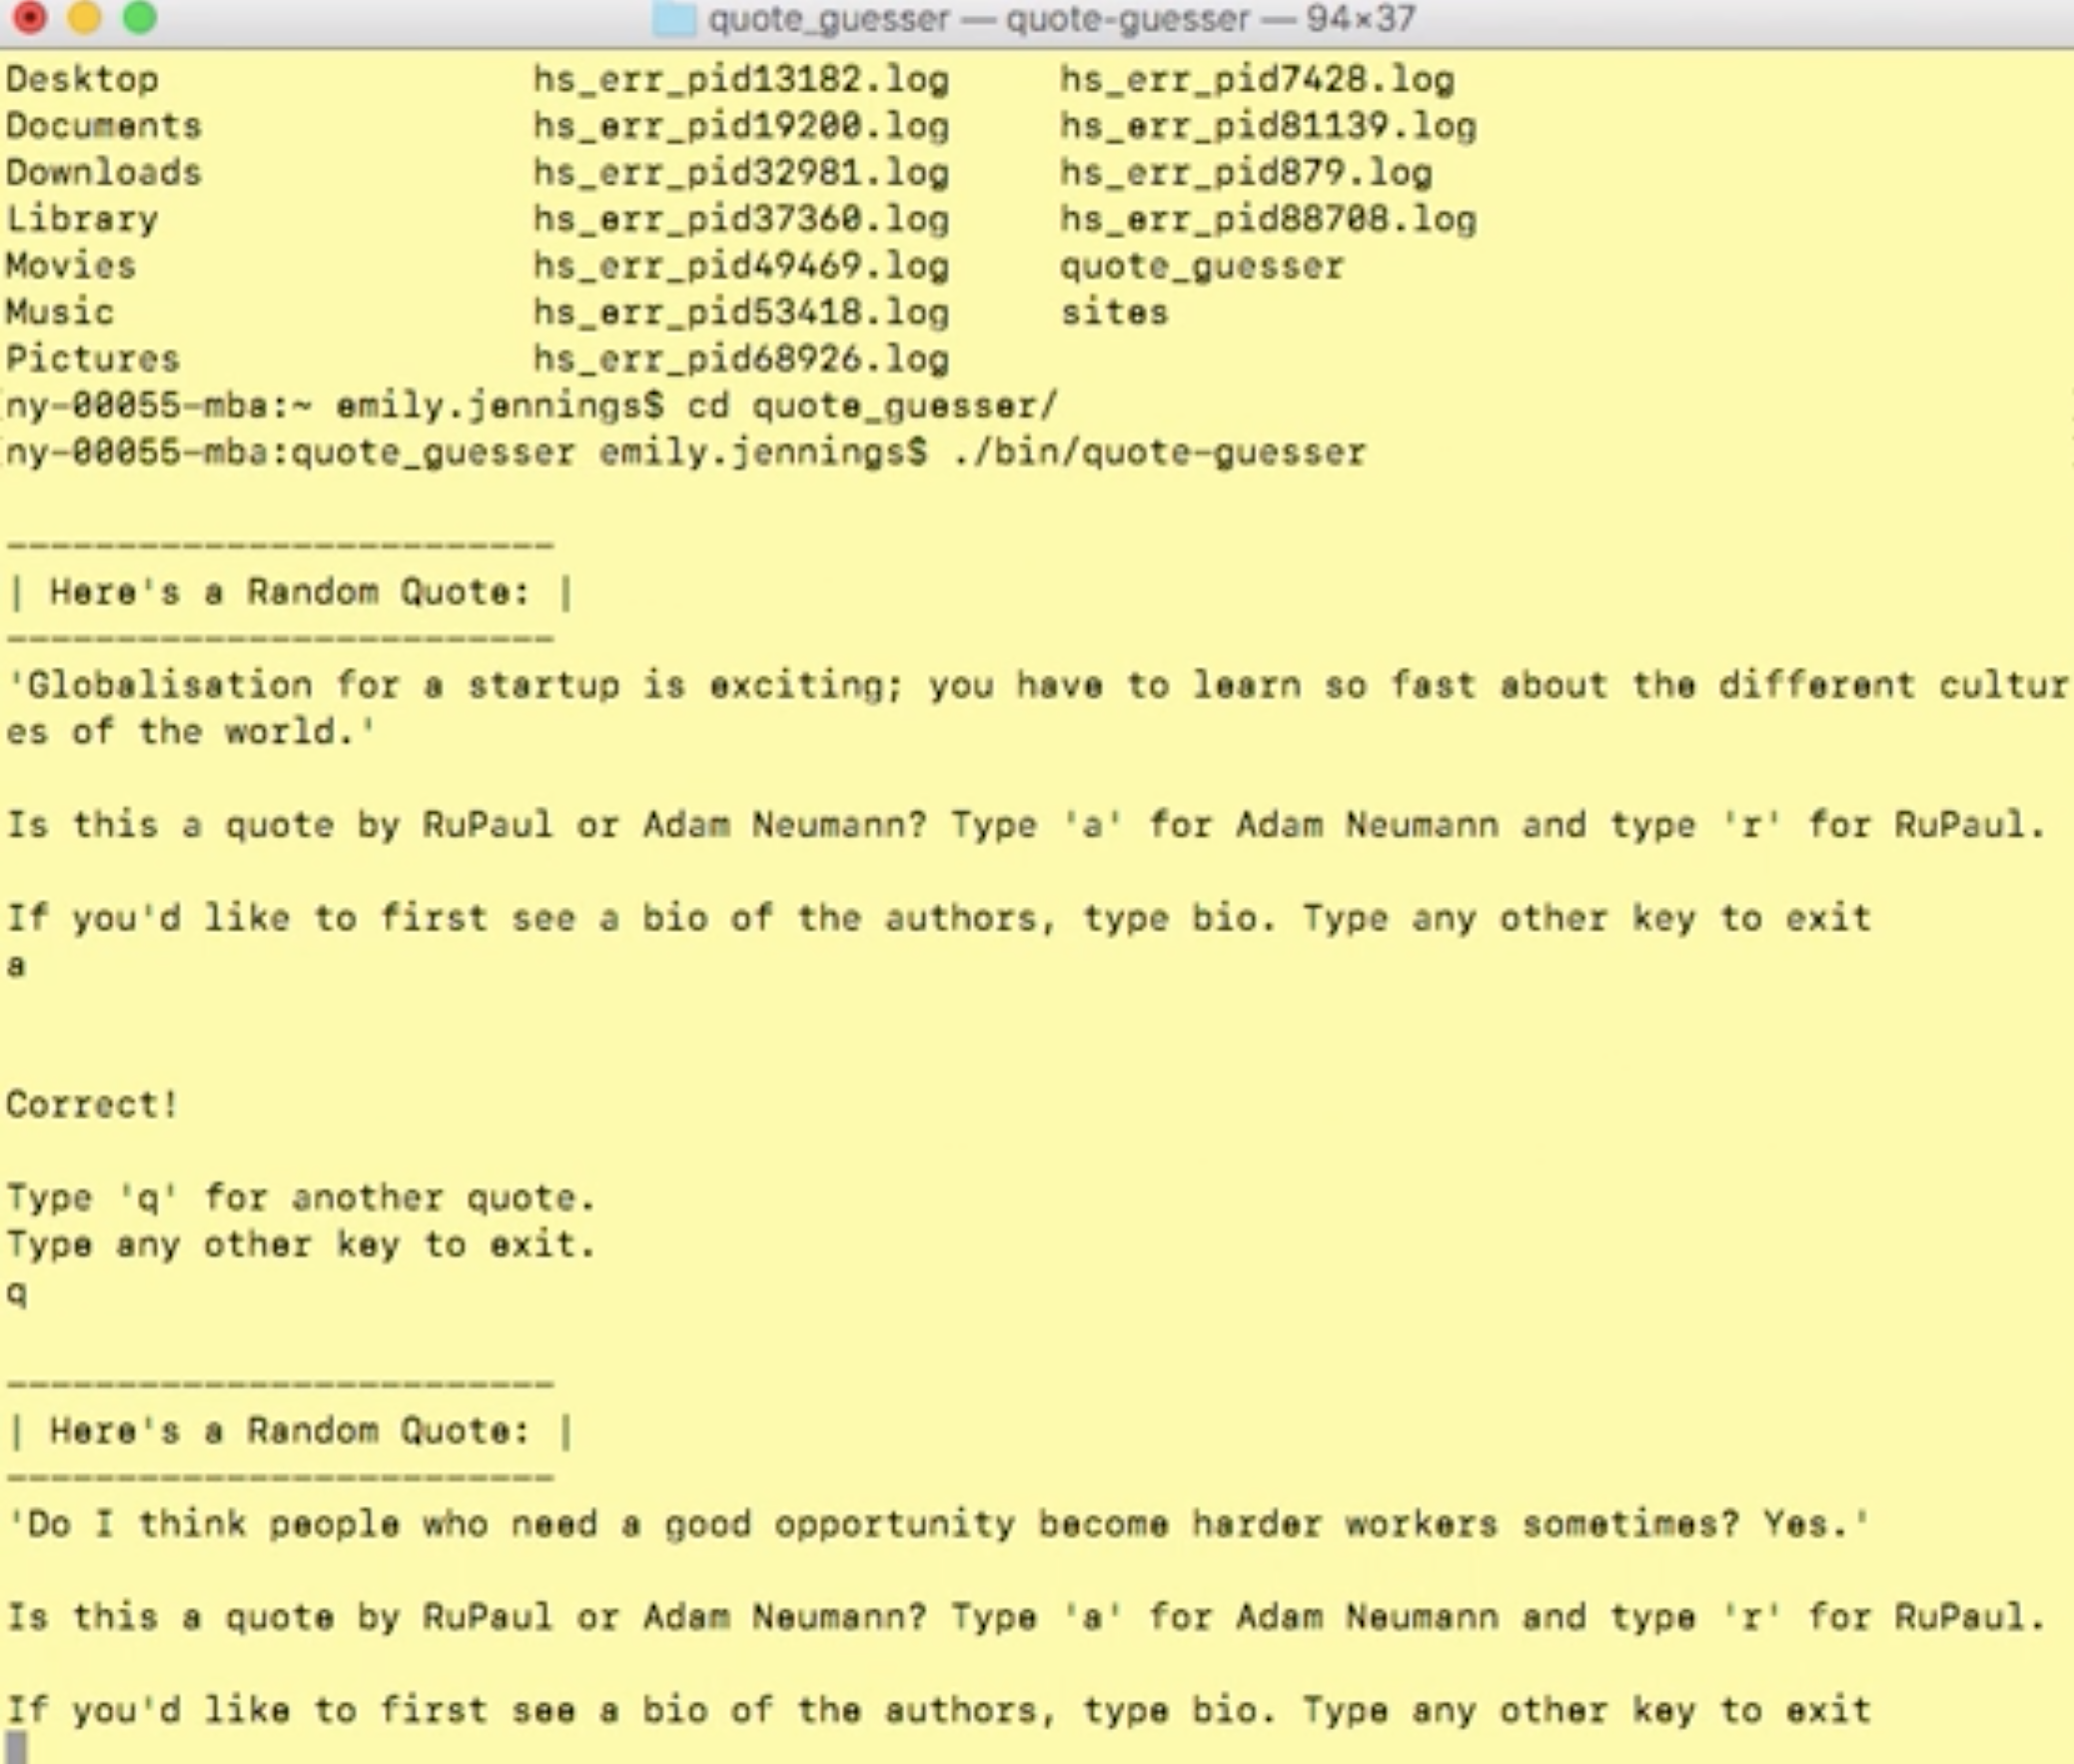 quote_guesser — quote-guesser — 94×37
Desktop hs_err_pid13182.log hs_err_pid7428.log
Documents hs_err_pid19200.log hs_err_pid81139.log
Downloads hs_err_pid32981.log hs_err_pid879.log
Library hs_err_pid37360.log hs_err_pid88708.log
Movies hs_err_pid49469.log quote_guesser
Music hs_err_pid53418.log sites
Pictures hs_err_pid68926.log
ny-00055-mba:~ emily.jennings$ cd quote_guesser/
ny-00055-mba:quote_guesser emily.jennings$ ./bin/quote-guesser
-------------------------
| Here's a Random Quote: |
-------------------------
'Globalisation for a startup is exciting; you have to learn so fast about the different cultur
es of the world.'
Is this a quote by RuPaul or Adam Neumann? Type 'a' for Adam Neumann and type 'r' for RuPaul.
If you'd like to first see a bio of the authors, type bio. Type any other key to exit
a
Correct!
Type 'q' for another quote.
Type any other key to exit.
q
-------------------------
| Here's a Random Quote: |
-------------------------
'Do I think people who need a good opportunity become harder workers sometimes? Yes.'
Is this a quote by RuPaul or Adam Neumann? Type 'a' for Adam Neumann and type 'r' for RuPaul.
If you'd like to first see a bio of the authors, type bio. Type any other key to exit